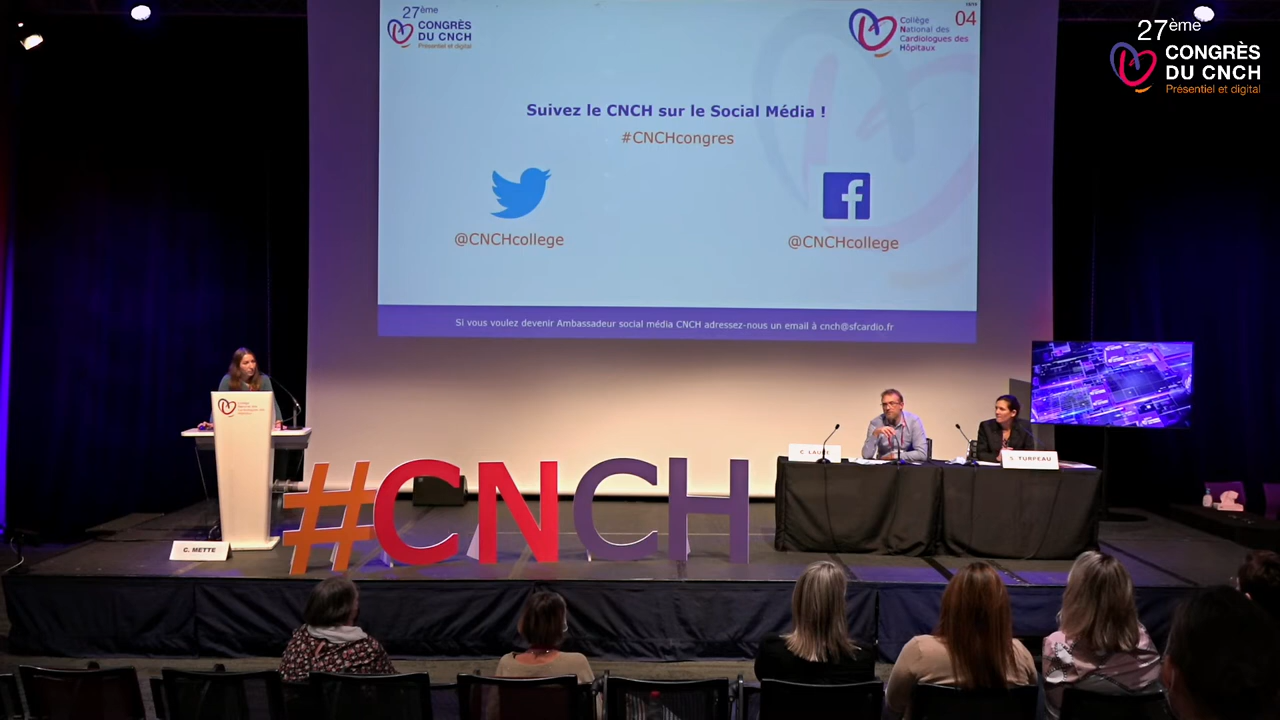 27ème
CONGRÈS
DU CNCH
Présentiel et digital
Collège
National des
Cardiologues des
Hôpitaux
04
27ème
CONGRÈS
DU CNCH
Présentiel et digital
Suivez le CNCH sur le Social Média !
#CNCHcongres
@CNCHcollege
@CNCHcollege
Si vous voulez devenir Ambassadeur social média CNCH adressez-nous un email à cnch@sfcardio.fr
S. TURPEAU
#CNCH
C. METTE